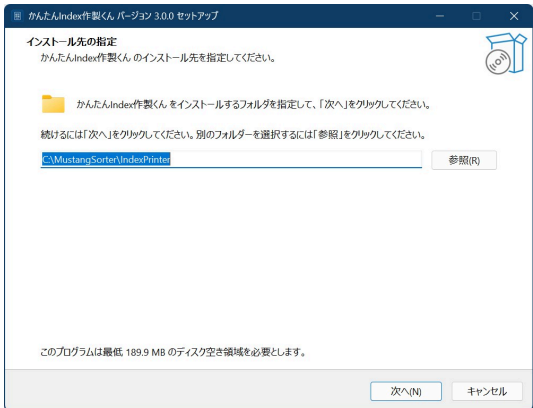 かんたんIndex作製くん バージョン 3.0.0 セットアップ
インストール先の指定
かんたんIndex作製くん のインストール先を指定してください。
かんたんIndex作製くん をインストールするフォルダを指定して、「次へ」をクリックしてください。
続けるには「次へ」をクリックしてください。別のフォルダーを選択するには「参照」をクリックしてください。
C:\MustangSorter\IndexPrinter
参照(R)
このプログラムは最低 189.9 MB のディスク空き領域を必要とします。
次へ(N)
キャンセル